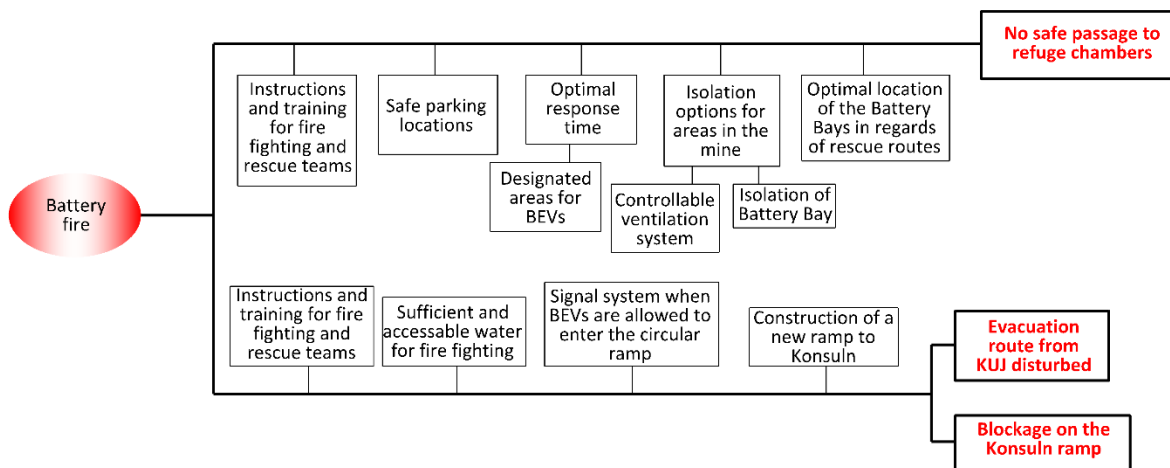 No safe passage to
refuge chambers
Instructions
and training
for fire
fighting and
rescue teams
Safe parking
locations
Optimal
response
time
Isolation
options for
areas in the
mine
Optimal location
of the Battery
Bays in regards
of rescue routes
Designated
areas for
BEVs
Controllable
ventilation
system
Isolation of
Battery Bay
Battery
fire
Instructions and
training for fire
fighting and
rescue teams
Sufficient and
accessable water
for fire fighting
Signal system when
BEVs are allowed to
enter the circular
ramp
Construction of a
new ramp to
Konsuln
Evacuation
route from
KUJ disturbed
Blockage on the
Konsuln ramp